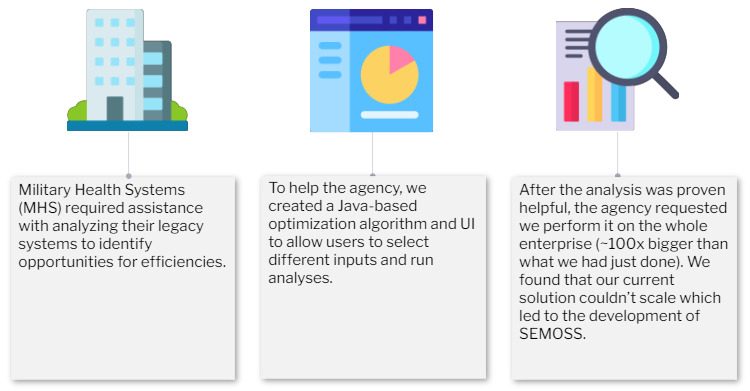 Military Health Systems
(MHS) required assistance
with analyzing their legacy
systems to identify
opportunities for efficiencies.
To help the agency, we
created a Java-based
optimization algorithm and UI
to allow users to select
different inputs and run
analyses.
After the analysis was proven
helpful, the agency requested
we perform it on the whole
enterprise (~100x bigger than
what we had just done). We
found that our current
solution couldn’t scale which
led to the development of
SEMOSS.